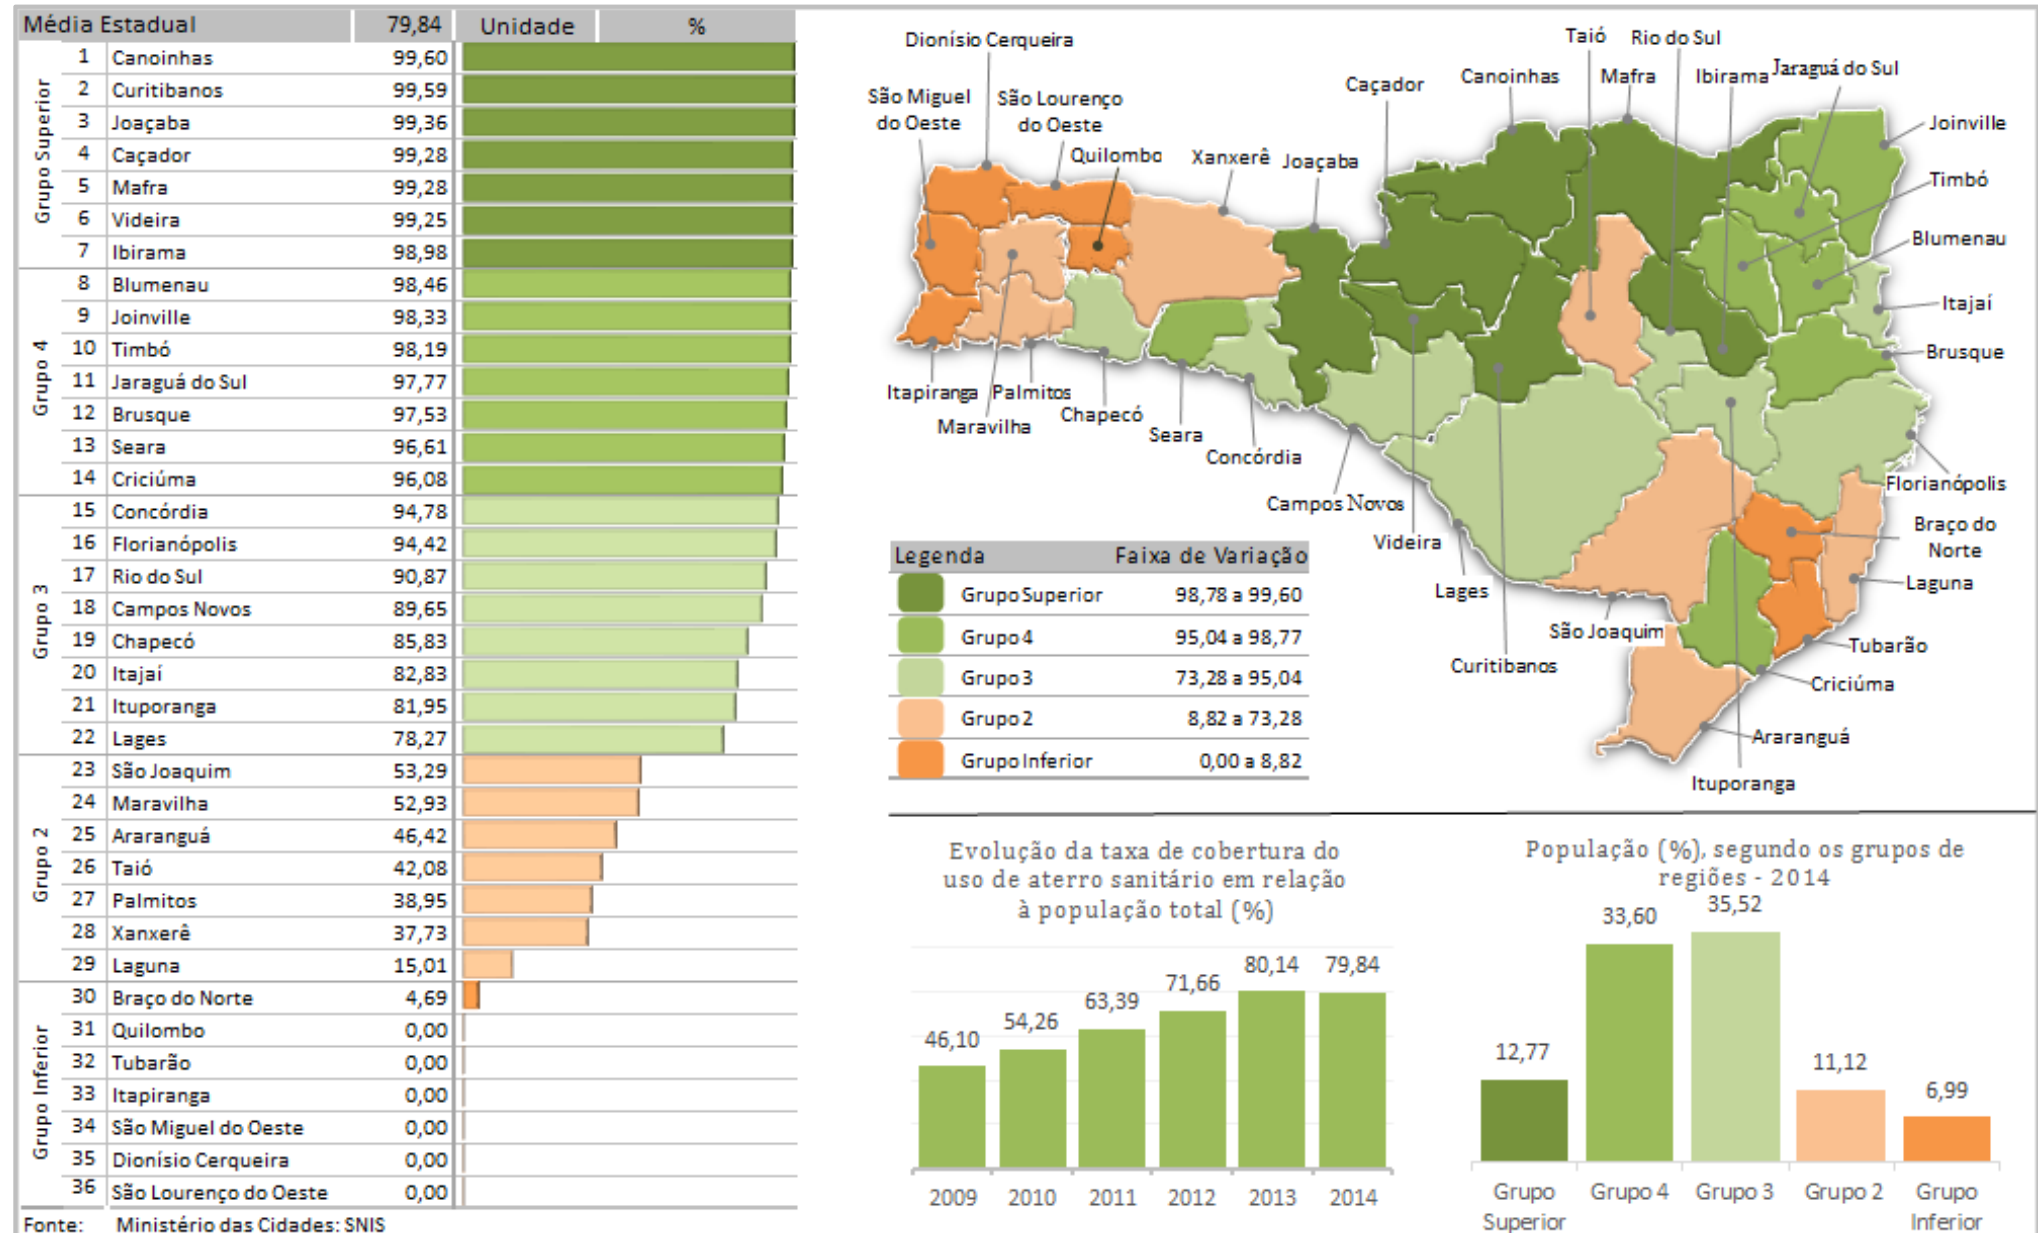 Média Estadual 79,84 Unidade %
Grupo Superior
1 Canoinhas 99,60
2 Curitibanos 99,59
3 Joaçaba 99,36
4 Caçador 99,28
5 Mafra 99,28
6 Videira 99,25
7 Ibirama 98,98
Grupo 4
8 Blumenau 98,46
9 Joinville 98,33
10 Timbó 98,19
11 Jaraguá do Sul 97,77
12 Brusque 97,53
13 Seara 96,61
14 Criciúma 96,08
Grupo 3
15 Concórdia 94,78
16 Florianópolis 94,42
17 Rio do Sul 90,87
18 Campos Novos 89,65
19 Chapecó 85,83
20 Itajaí 82,83
21 Ituporanga 81,95
22 Lages 78,27
Grupo 2
23 São Joaquim 53,29
24 Maravilha 52,93
25 Araranguá 46,42
26 Taió 42,08
27 Palmitos 38,95
28 Xanxerê 37,73
29 Laguna 15,01
Grupo Inferior
30 Braço do Norte 4,69
31 Quilombo 0,00
32 Tubarão 0,00
33 Itapiranga 0,00
34 São Miguel do Oeste 0,00
35 Dionísio Cerqueira 0,00
36 São Lourenço do Oeste 0,00
Fonte: Ministério das Cidades: SNIS
Dionísio Cerqueira
São Miguel
do Oeste
São Lourenço
do Oeste
Quilombo
Xanxerê
Joaçaba
Caçador
Canoinhas
Taió
Mafra
Rio do Sul
Ibirama
Jaraguá do Sul
Joinville
Timbó
Blumenau
Itajaí
Brusque
Florianópolis
Braço do
Norte
Laguna
Tubarão
Criciúma
Araranguá
Ituporanga
São Joaquim
Curitibanos
Lages
Videira
Campos Novos
Concórdia
Seara
Chapecó
Palmitos
Maravilha
Itapiranga
Legenda Faixa de Variação
Grupo Superior 98,78 a 99,60
Grupo 4 95,04 a 98,77
Grupo 3 73,28 a 95,04
Grupo 2 8,82 a 73,28
Grupo Inferior 0,00 a 8,82
Evolução da taxa de cobertura do
uso de aterro sanitário em relação
à população total (%)
46,10 54,26 63,39 71,66 80,14 79,84
2009 2010 2011 2012 2013 2014
População (%), segundo os grupos de
regiões - 2014
12,77 33,60 35,52 11,12 6,99
Grupo Superior
Grupo 4
Grupo 3
Grupo 2
Grupo Inferior